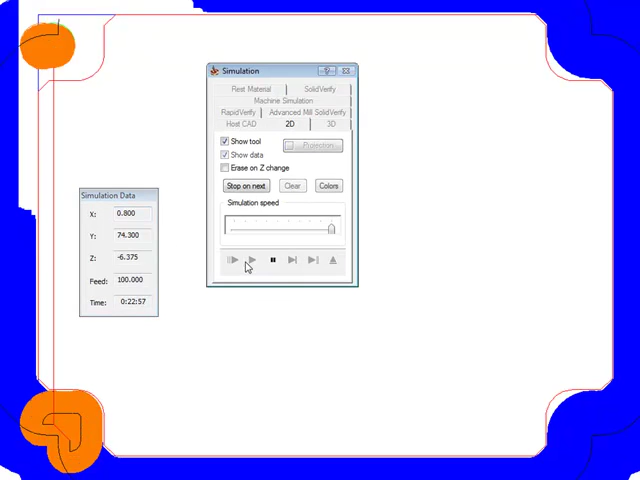 Simulation
Rest Material SolidVerify
Machine Simulation
RapidVerify Advanced Mill SolidVerify
Host CAD 2D 3D
Show tool
Projection
Show data
Erase on Z change
Stop on next Clear Colors
Simulation speed
Simulation Data
X: 0.800
Y: 74.300
Z: -6.375
Feed: 100.000
Time: 0:22:57